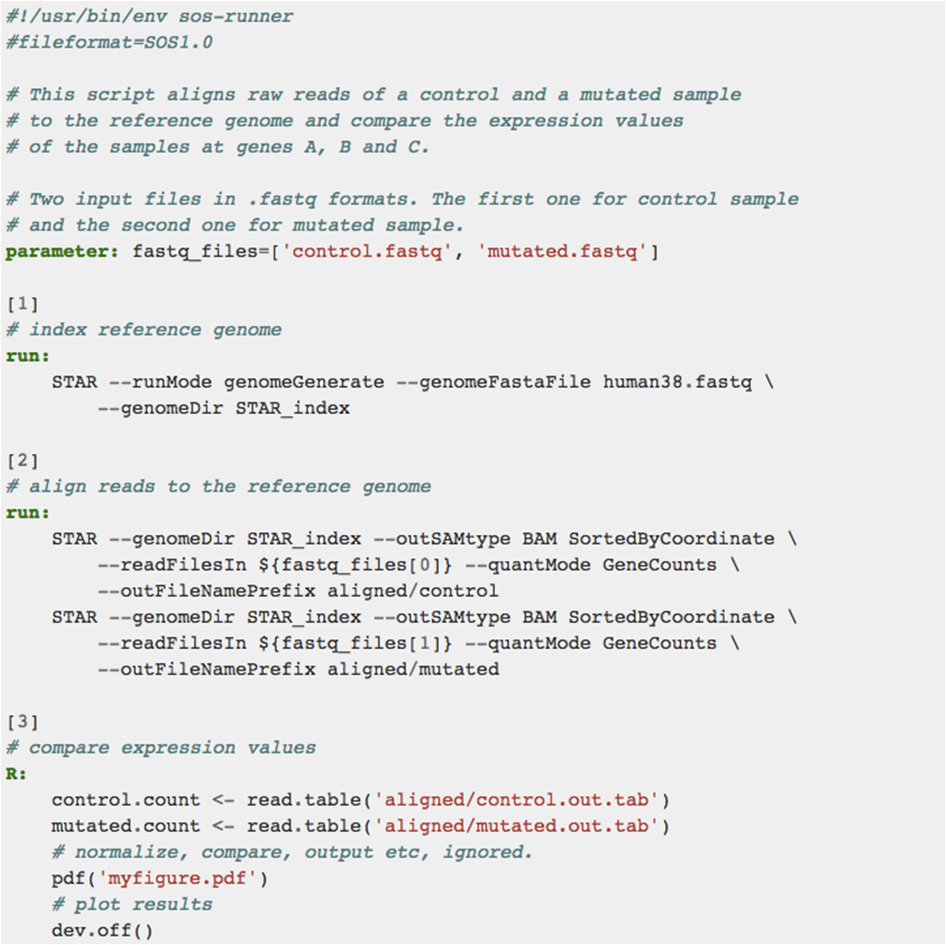 #!/usr/bin/env sos-runner
#fileformat=SOS1.0

# This script aligns raw reads of a control and a mutated sample
# to the reference genome and compare the expression values
# of the samples at genes A, B and C.

# Two input files in .fastq formats. The first one for control sample
# and the second one for mutated sample.
parameter: fastq_files=['control.fastq', 'mutated.fastq']

[1]
# index reference genome
run:
    STAR --runMode genomeGenerate --genomeFastaFile human38.fastq \
        --genomeDir STAR_index

[2]
# align reads to the reference genome
run:
    STAR --genomeDir STAR_index --outSAMtype BAM SortedByCoordinate \
        --readFilesIn ${fastq_files[0]} --quantMode GeneCounts \
        --outFileNamePrefix aligned/control
    STAR --genomeDir STAR_index --outSAMtype BAM SortedByCoordinate \
        --readFilesIn ${fastq_files[1]} --quantMode GeneCounts \
        --outFileNamePrefix aligned/mutated

[3]
# compare expression values
R:
    control.count <- read.table('aligned/control.out.tab')
    mutated.count <- read.table('aligned/mutated.out.tab')
    # normalize, compare, output etc, ignored.
    pdf('myfigure.pdf')
    # plot results
    dev.off()